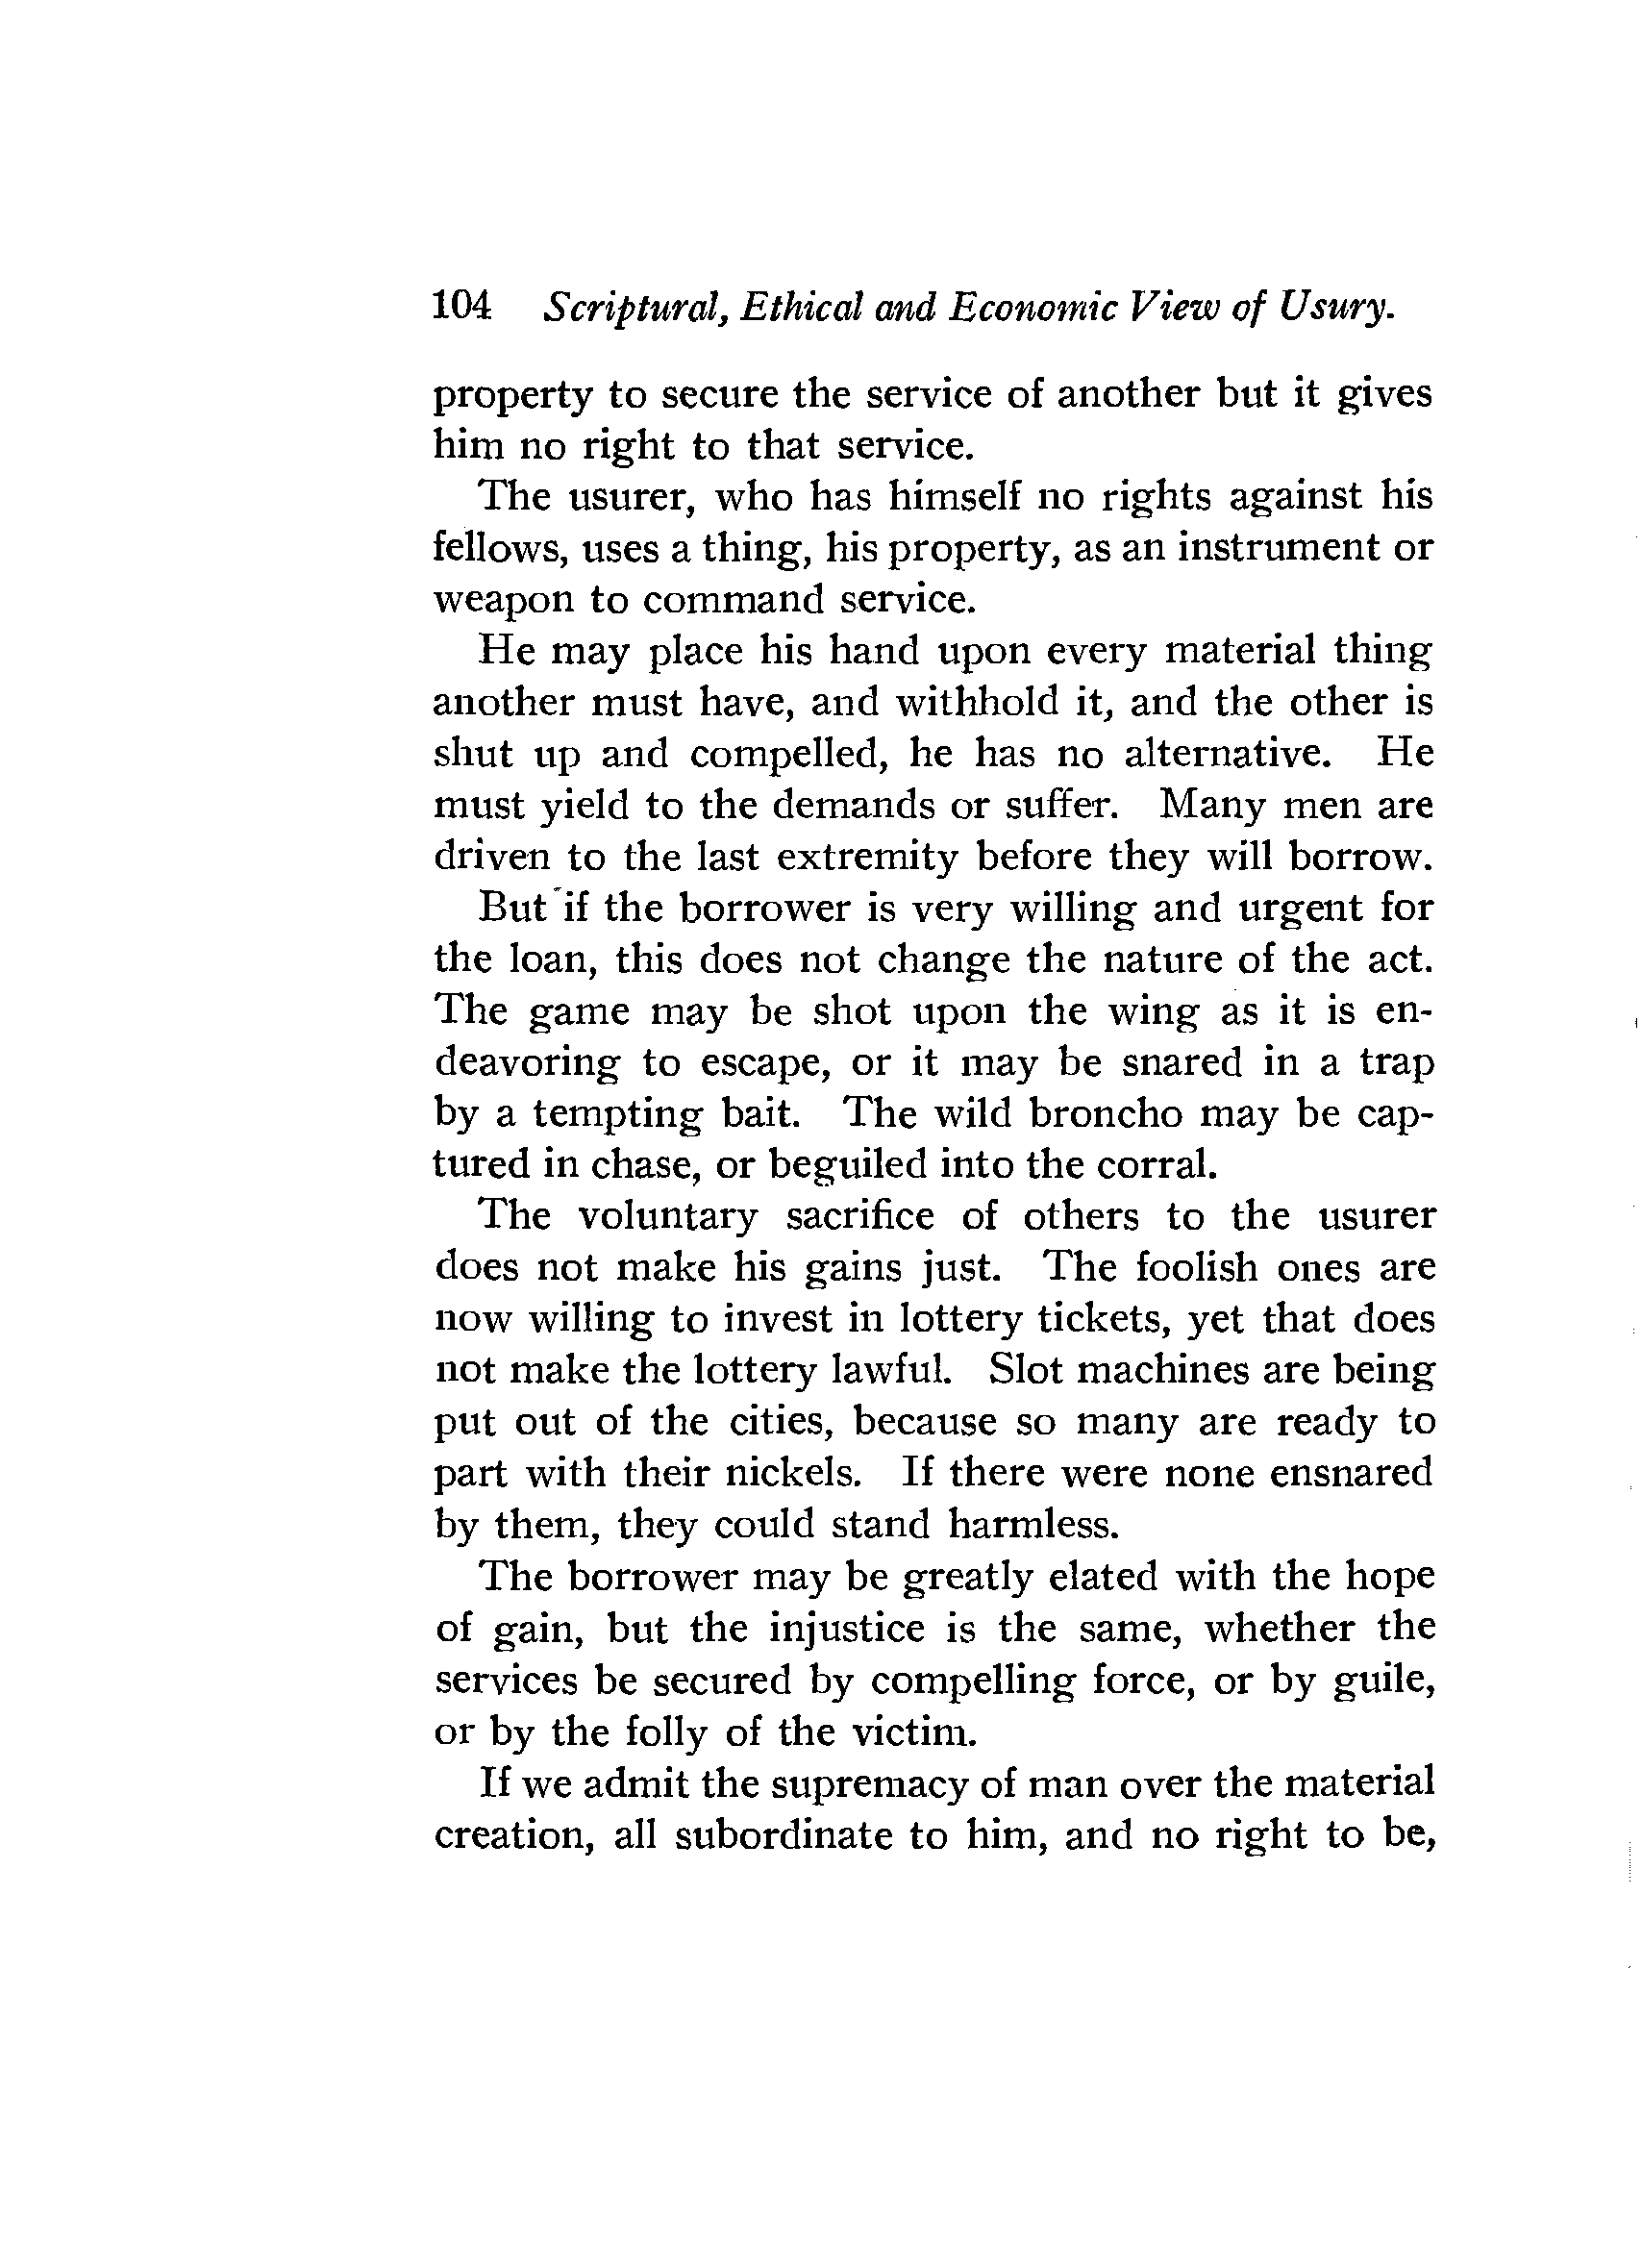 104 Scriptural, Ethical and Economic View of Usury.
property to secure the service of another but it gives
him no right to that service.
The usurer, who has himself no rights against his
fellows, uses a thing, his property, as an instrument or
weapon to command service.
He may place his hand upon every material thing
another must have, and withhold it, and the other is
shut up and compelled, he has no alternative. He
must yield to the demands or suffer. Many men are
driven to the last extremity before they will borrow.
But if the borrower is very willing and urgent for
the loan, this does not change the nature of the act.
The game may be shot upon the wing as it is en-
deavoring to escape, or it may be snared in a trap
by a tempting bait. The wild broncho may be cap-
tured in chase, or beguiled into the corral.
The voluntary sacrifice of others to the usurer
does not make his gains just. The foolish ones are
now willing to invest in lottery tickets, yet that does
not make the lottery lawful. Slot machines are being
put out of the cities, because so many are ready to
part with their nickels. If there were none ensnared
by them, they could stand harmless.
The borrower may be greatly elated with the hope
of gain, but the injustice is the same, whether the
services be secured by compelling force, or by guile,
or by the folly of the victim.
If we admit the supremacy of man over the material
creation, all subordinate to him, and no right to be,